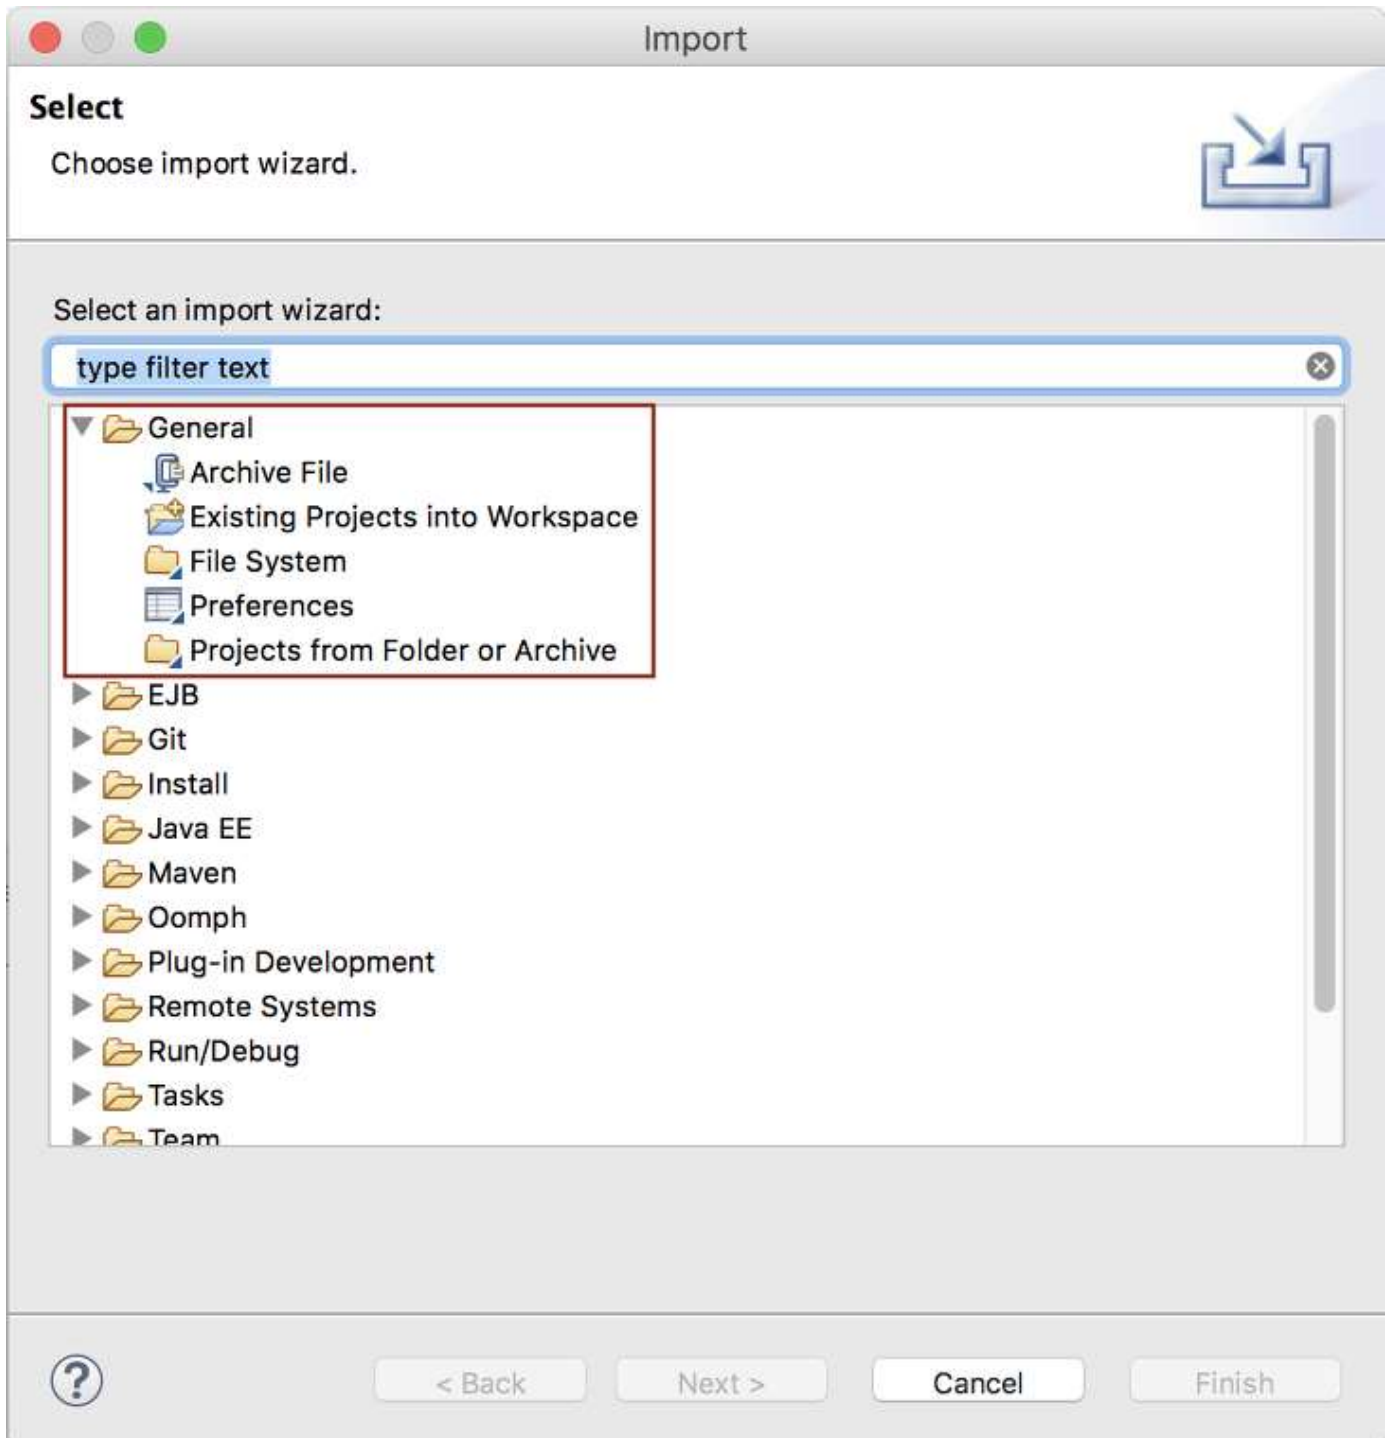 Import
Select
Choose import wizard.
Select an import wizard:
type filter text
General
Archive File
Existing Projects into Workspace
File System
Preferences
Projects from Folder or Archive
EJB
Git
Install
Java EE
Maven
Oomph
Plug-in Development
Remote Systems
Run/Debug
Tasks
Team
?
< Back
Next >
Cancel
Finish